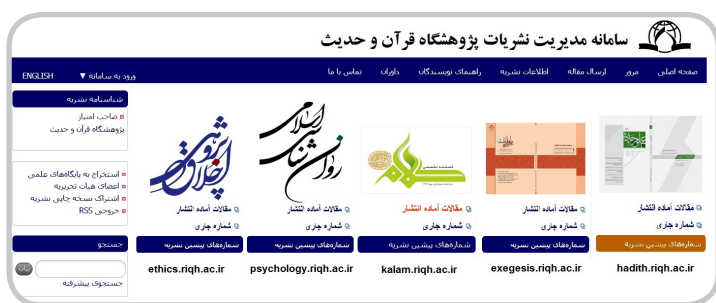 سامانه مدیریت نشریات پژوهشگاه قرآن و حدیث
صفحه اصلی
مرور
ارسال مقاله
اطلاعات نشریه
راهنمای نویسندگان
داوران
تماس با ما
ورود به سامانه ▼
ENGLISH
شناسنامه نشریه
صاحب امتیاز
پژوهشگاه قرآن و حدیث
استخراج به پایگاه‌های علمی
اعضای هیات تحریریه
اشتراک نسخه چاپی نشریه
خروجی RSS
جستجو
جستجوی پیشرفته
مقالات آماده انتشار
شماره جاری
شماره‌های پیشین نشریه
hadith.riqh.ac.ir
مقالات آماده انتشار
شماره جاری
شماره‌های پیشین نشریه
exegesis.riqh.ac.ir
کلام
مقالات آماده انتشار
شماره جاری
شماره‌های پیشین نشریه
kalam.riqh.ac.ir
روان شناسی اسلامی
مقالات آماده انتشار
شماره جاری
شماره‌های پیشین نشریه
psychology.riqh.ac.ir
اخلاق پژوهی
مقالات آماده انتشار
شماره جاری
شماره‌های پیشین نشریه
ethics.riqh.ac.ir